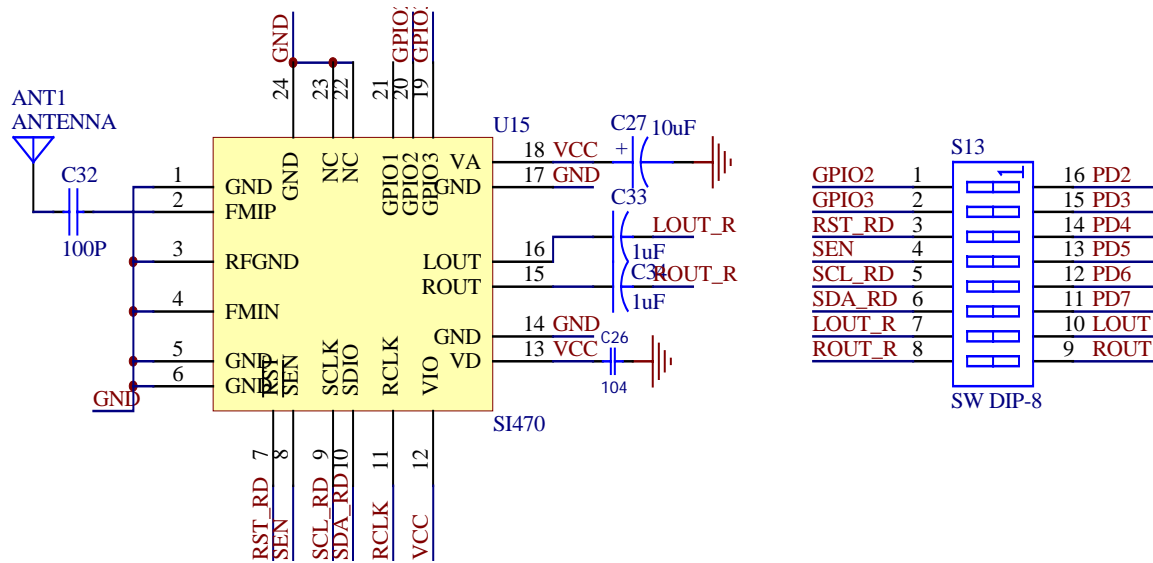 GND
GPIO2
GPIO3
24
23
22
21
20
19
ANT1
ANTENNA
C32
100P
1
2
3
4
5
6
GND
GND
FMIP
RFGND
FMIN
GND
GND
GND
NC
NC
GPIO1
GPIO2
GPIO3
U15
VA
GND
LOUT
ROUT
GND
VD
RST
SEN
SCLK
SDIO
RCLK
VIO
SI470
18 VCC
17 GND
16
15
14 GND
13 VCC
C27
+
10uF
C33
LOUT_R
1uF
C34
ROUT_R
1uF
C26
104
7
8
9
10
11
12
RST_RD
SEN
SCL_RD
SDA_RD
RCLK
VCC
S13
1
GPIO2 1 16 PD2
GPIO3 2 15 PD3
RST_RD 3 14 PD4
SEN 4 13 PD5
SCL_RD 5 12 PD6
SDA_RD 6 11 PD7
LOUT_R 7 10 LOUT
ROUT_R 8 9 ROUT
SW DIP-8